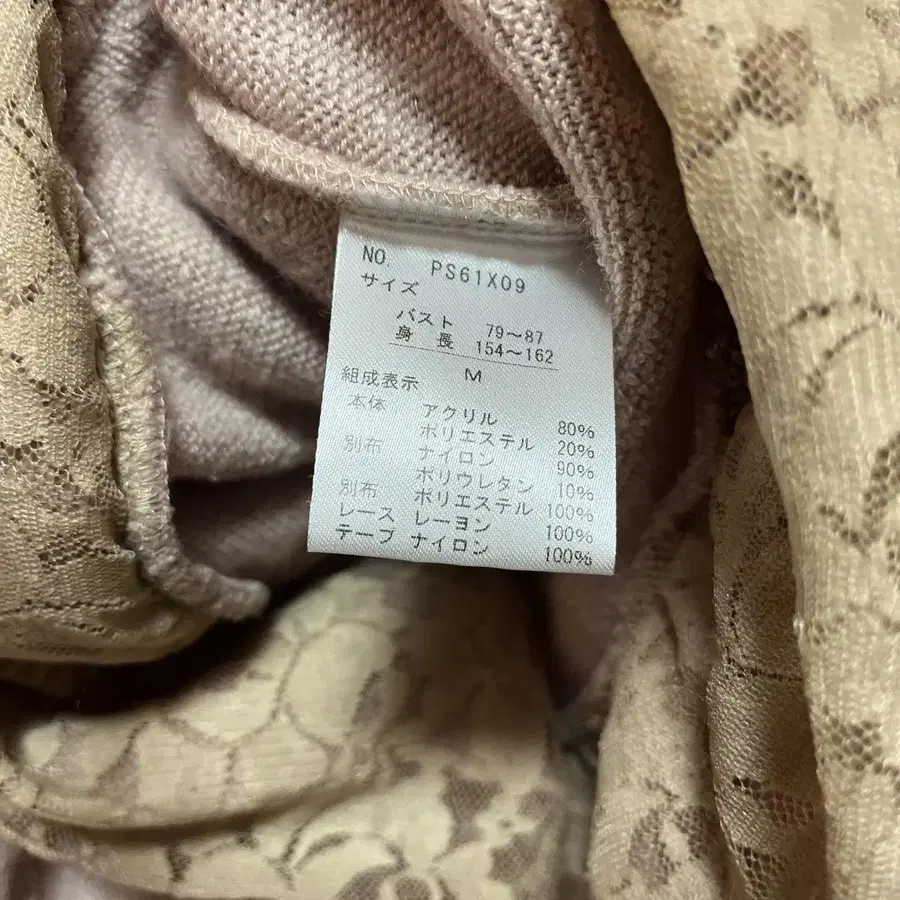 NO. PS61X09
サイズ
バスト 79〜87
身長 154〜162
M
組成表示
本体 アクリル 80%
ポリエステル 20%
別布 ナイロン 90%
ポリウレタン 10%
別布 ポリエステル 100%
レース レーヨン 100%
テープ ナイロン 100%